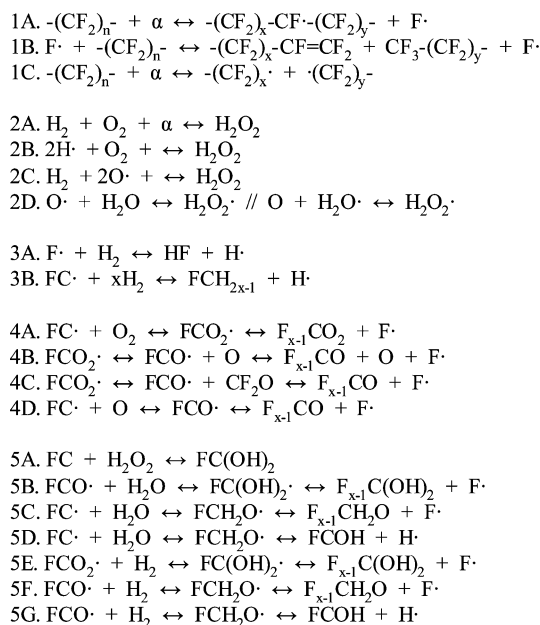 1A. -(CF₂)ₙ- + α ↔ -(CF₂)ₓ-CF·-(CF₂)ᵧ- + F·
1B. F· + -(CF₂)ₙ- ↔ -(CF₂)ₓ-CF=CF₂ + CF₃-(CF₂)ᵧ- + F·
1C. -(CF₂)ₙ- + α ↔ -(CF₂)ₓ· + ·(CF₂)ᵧ-
2A. H₂ + O₂ + α ↔ H₂O₂
2B. 2H· + O₂ + ↔ H₂O₂
2C. H₂ + 2O· + ↔ H₂O₂
2D. O· + H₂O ↔ H₂O₂· // O + H₂O· ↔ H₂O₂·
3A. F· + H₂ ↔ HF + H·
3B. FC· + xH₂ ↔ FCH₂ₓ₋₁ + H·
4A. FC· + O₂ ↔ FCO₂· ↔ Fₓ₋₁CO₂ + F·
4B. FCO₂· ↔ FCO· + O ↔ Fₓ₋₁CO + O + F·
4C. FCO₂· ↔ FCO· + CF₂O ↔ Fₓ₋₁CO + F·
4D. FC· + O ↔ FCO· ↔ Fₓ₋₁CO + F·
5A. FC + H₂O₂ ↔ FC(OH)₂
5B. FCO· + H₂O ↔ FC(OH)₂· ↔ Fₓ₋₁C(OH)₂ + F·
5C. FC· + H₂O ↔ FCH₂O· ↔ Fₓ₋₁CH₂O + F·
5D. FC· + H₂O ↔ FCH₂O· ↔ FCOH + H·
5E. FCO₂· + H₂ ↔ FC(OH)₂· ↔ Fₓ₋₁C(OH)₂ + F·
5F. FCO· + H₂ ↔ FCH₂O· ↔ Fₓ₋₁CH₂O + F·
5G. FCO· + H₂ ↔ FCH₂O· ↔ FCOH + H·